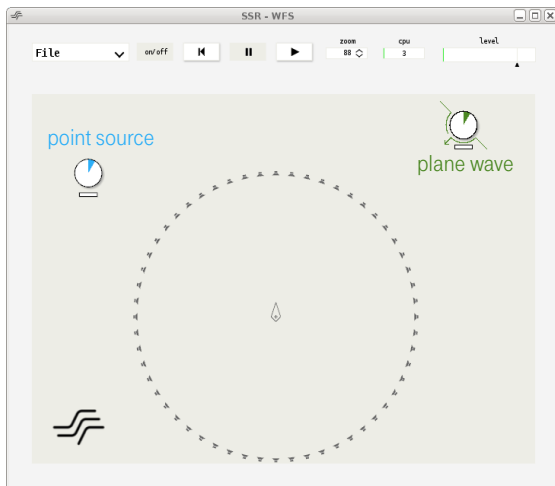 SSR - WFS
File
on/off
zoom
88
cpu
3
level
point source
plane wave